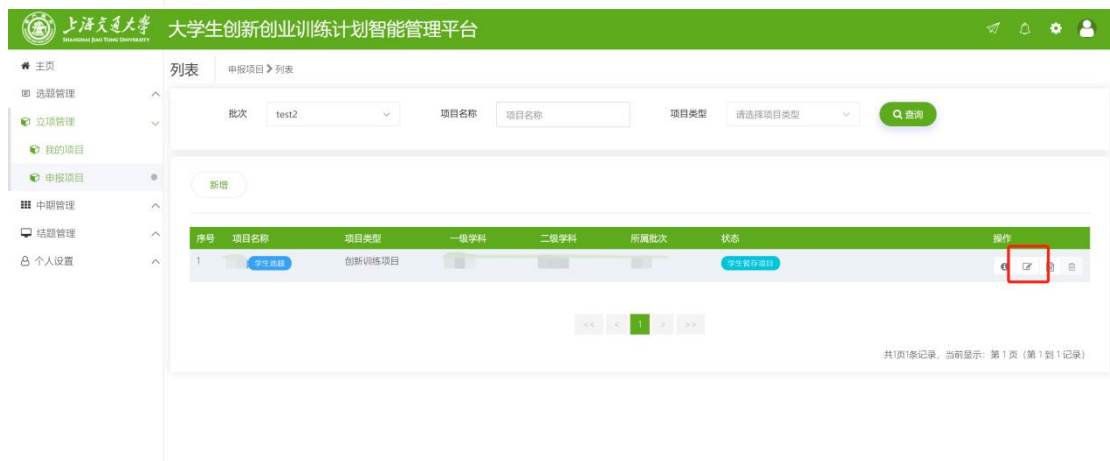 上海交通大学
SHANGHAI JIAO TONG UNIVERSITY
大学生创新创业训练计划智能管理平台
主页
选题管理
立项管理
我的项目
申报项目
中期管理
结题管理
个人设置
列表 申报项目 > 列表
批次 test2 项目名称 项目名称 项目类型 请选择项目类型 查询
新增
序号 项目名称 项目类型 一级学科 二级学科 所属批次 状态 操作
1 学生选题 创新训练项目 学生暂存项目
<< < 1 > >>
共1页1条记录，当前显示：第 1 页（第 1 到 1 记录）